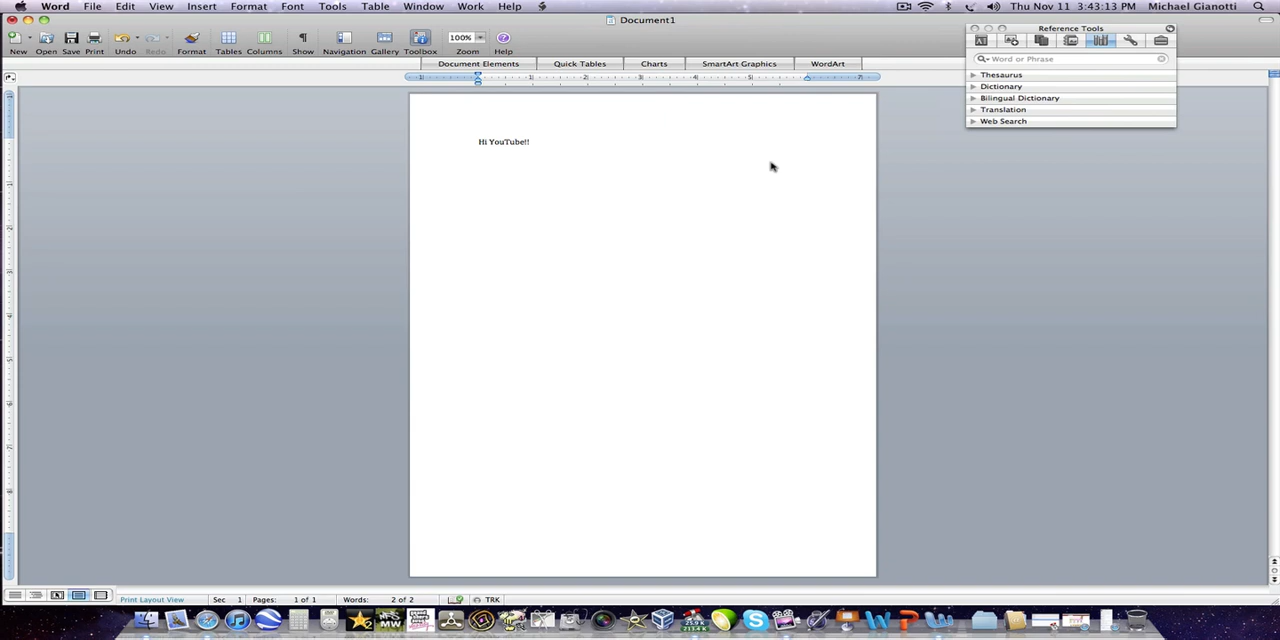 Word File Edit View Insert Format Font Tools Table Window Work Help Thu Nov 11 3:43:13 PM Michael Gianotti
Document1
New Open Save Print Undo Redo Format Tables Columns Show Navigation Gallery Toolbox 100% Zoom Help
Document Elements Quick Tables Charts SmartArt Graphics WordArt
Reference Tools
Word or Phrase
Thesaurus
Dictionary
Bilingual Dictionary
Translation
Web Search
Hi YouTube!!
Print Layout View Sec 1 Pages: 1 of 1 Words: 2 of 2 TRK